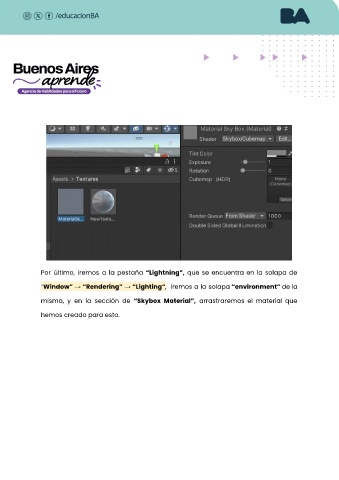 /educacionBA
BA
Buenos Aires
aprende
Agencia de Habilidades para el Futuro
Material Sky Box (Material)
Shader Skybox/Cubemap Edit...
Tint Color
Exposure 1
Rotation 0
Cubemap (HDR)
None
(Cubemap)
Select
Assets > Textures
MaterialSk... NewTextu...
Render Queue From Shader 1000
Double Sided Global Illumination
Por último, iremos a la pestaña “Lightning”, que se encuentra en la solapa de
“Window” → “Rendering” → “Lighting”, iremos a la solapa “environment” de la
misma, y en la sección de “Skybox Material”, arrastraremos el material que
hemos creado para esto.